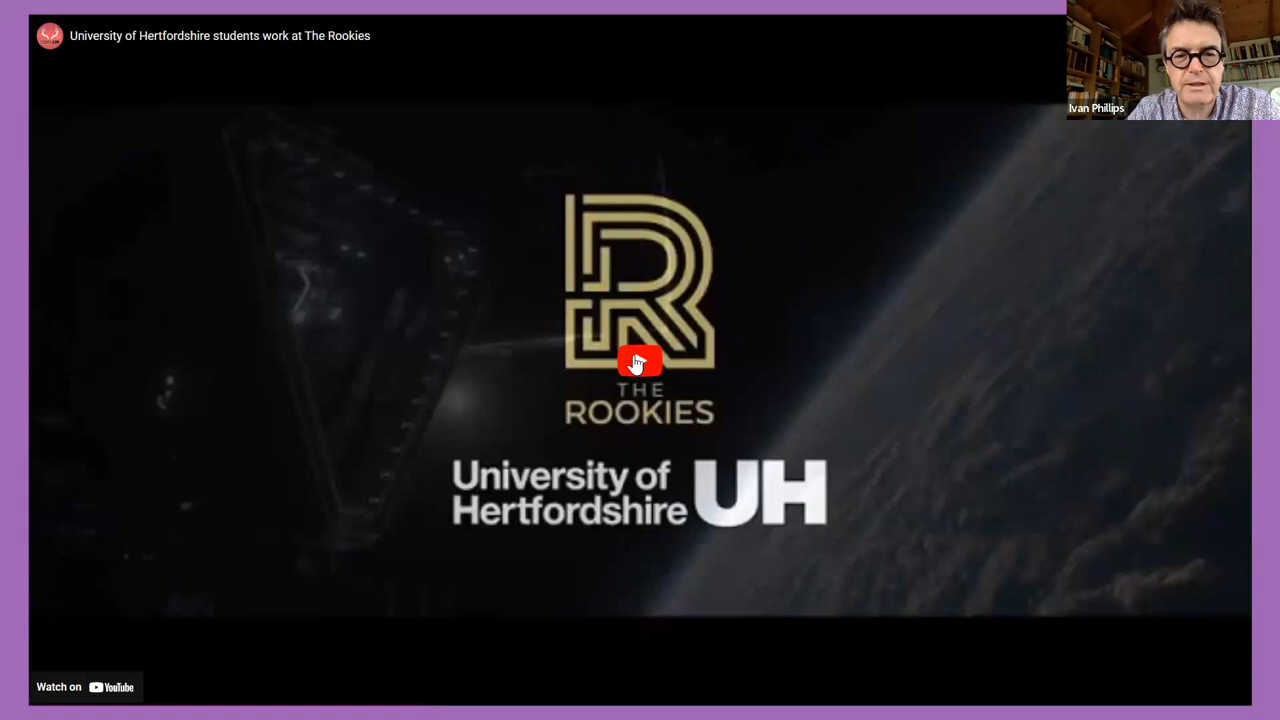 University of Hertfordshire students work at The Rookies
Ivan Phillips
R
THE
ROOKIES
University of
Hertfordshire
UH
Watch on YouTube